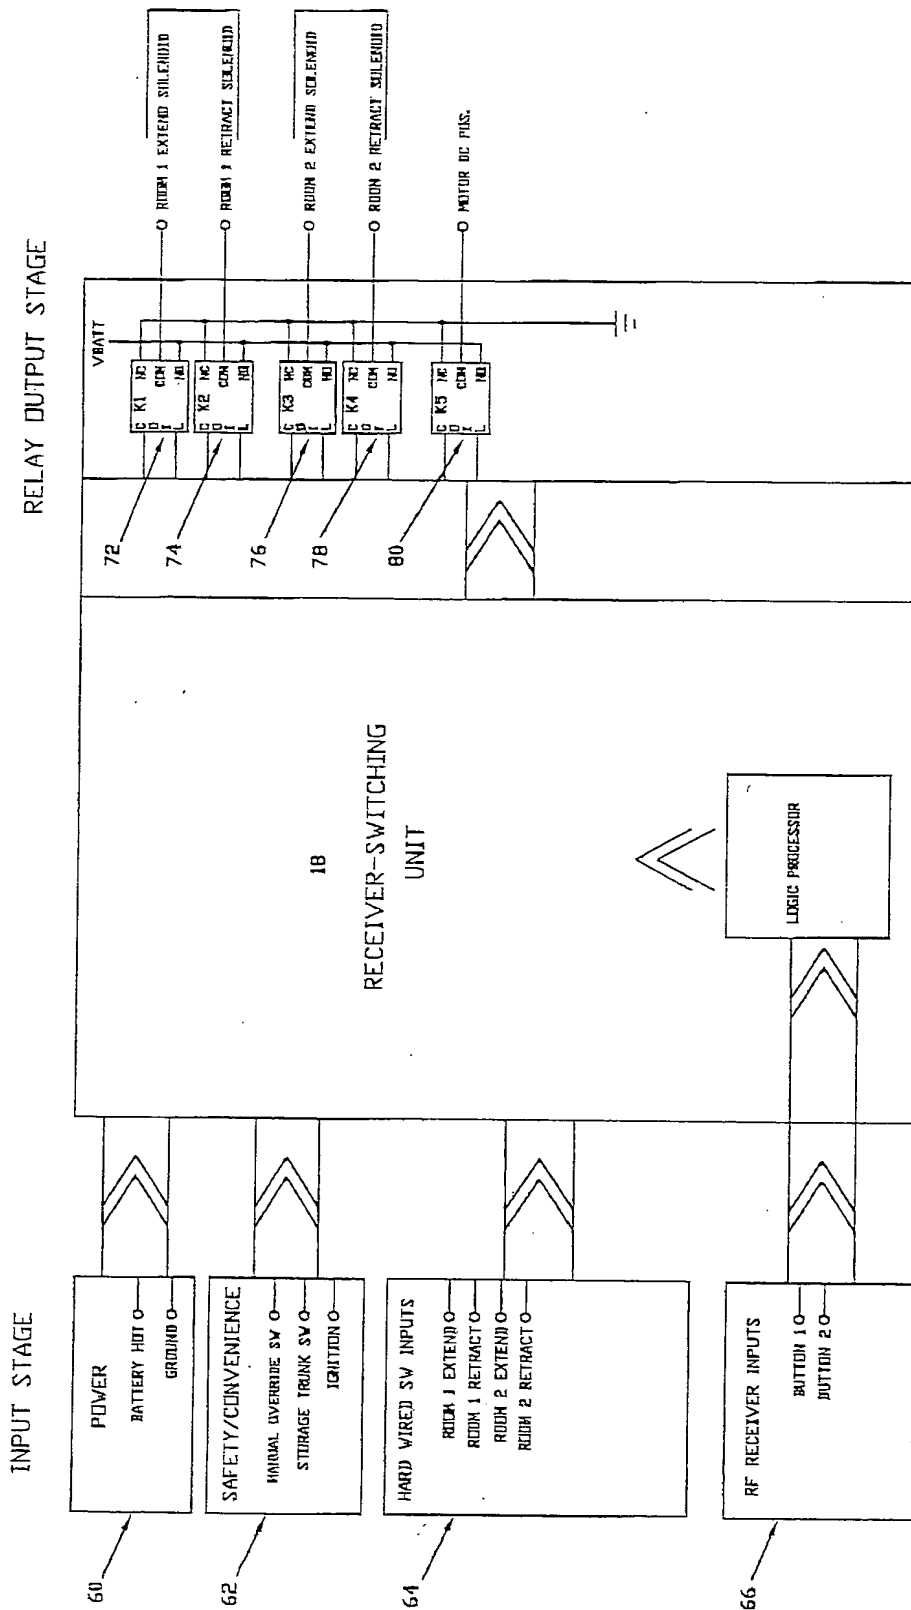 INPUT STAGE
60
POWER
BATTERY HOT
GROUND
62
SAFETY/CONVENIENCE
MANUAL OVERRIDE SW
STORAGE TRUNK SW
IGNITION
64
HARD WIRED SW INPUTS
ROOM 1 EXTEND
ROOM 1 RETRACT
ROOM 2 EXTEND
ROOM 2 RETRACT
66
RF RECEIVER INPUTS
BUTTON 1
BUTTON 2
18
RECEIVER-SWITCHING
UNIT
LOGIC PROCESSOR
RELAY OUTPUT STAGE
VBATT
72
COIL
K1
NC
COM
NO
ROOM 1 EXTEND SOLENOID
74
COIL
K2
NC
COM
NO
ROOM 1 RETRACT SOLENOID
76
COIL
K3
NC
COM
NO
ROOM 2 EXTEND SOLENOID
78
COIL
K4
NC
COM
NO
ROOM 2 RETRACT SOLENOID
80
COIL
K5
NC
COM
NO
MOTOR DC POS.